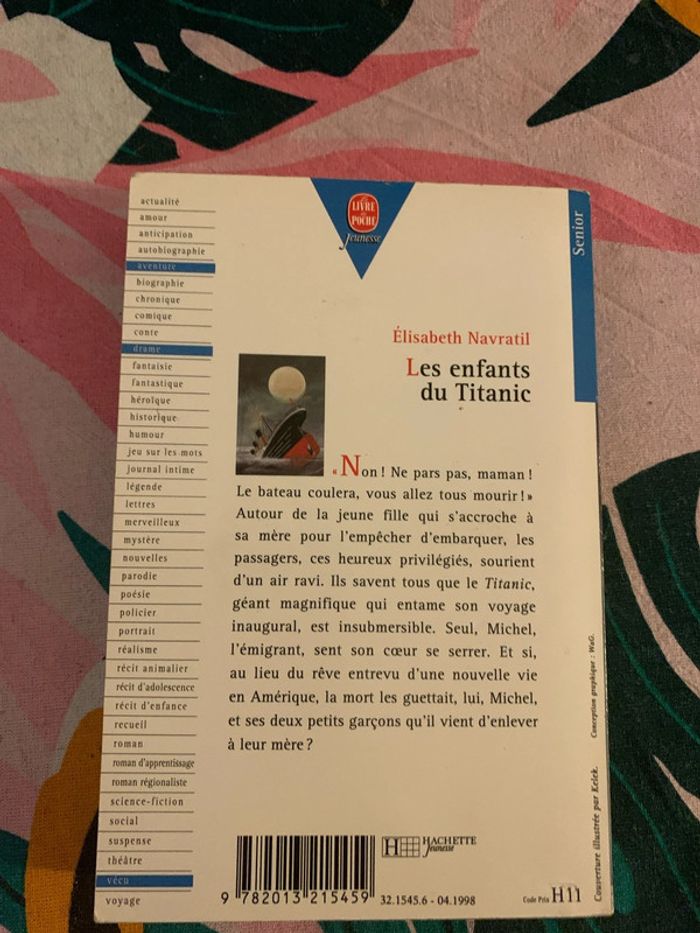 actualité
amour
anticipation
autobiographie
aventure
biographie
chronique
comique
conte
drame
fantaisie
fantastique
héroïque
historique
humour
jeu sur les mots
journal intime
légende
lettres
merveilleux
mystère
nouvelles
parodie
poésie
policier
portrait
réalisme
récit animalier
récit d'adolescence
récit d'enfance
recueil
roman
roman d'apprentissage
roman régionaliste
science-fiction
social
suspense
théâtre
vécu
voyage
Le
LIVRE
de
POCHE
Jeunesse
Senior
Élisabeth Navratil
Les enfants
du Titanic
« Non ! Ne pars pas, maman !
Le bateau coulera, vous allez tous mourir ! »
Autour de la jeune fille qui s'accroche à
sa mère pour l'empêcher d'embarquer, les
passagers, ces heureux privilégiés, sourient
d'un air ravi. Ils savent tous que le Titanic,
géant magnifique qui entame son voyage
inaugural, est insubmersible. Seul, Michel,
l'émigrant, sent son cœur se serrer. Et si,
au lieu du rêve entrevu d'une nouvelle vie
en Amérique, la mort les guettait, lui, Michel,
et ses deux petits garçons qu'il vient d'enlever
à leur mère ?
Conception graphique : WaG.
Couverture illustrée par Kelek.
9 782013 215459
H HACHETTE
Jeunesse
32.1545.6 - 04.1998
Code Prix H11